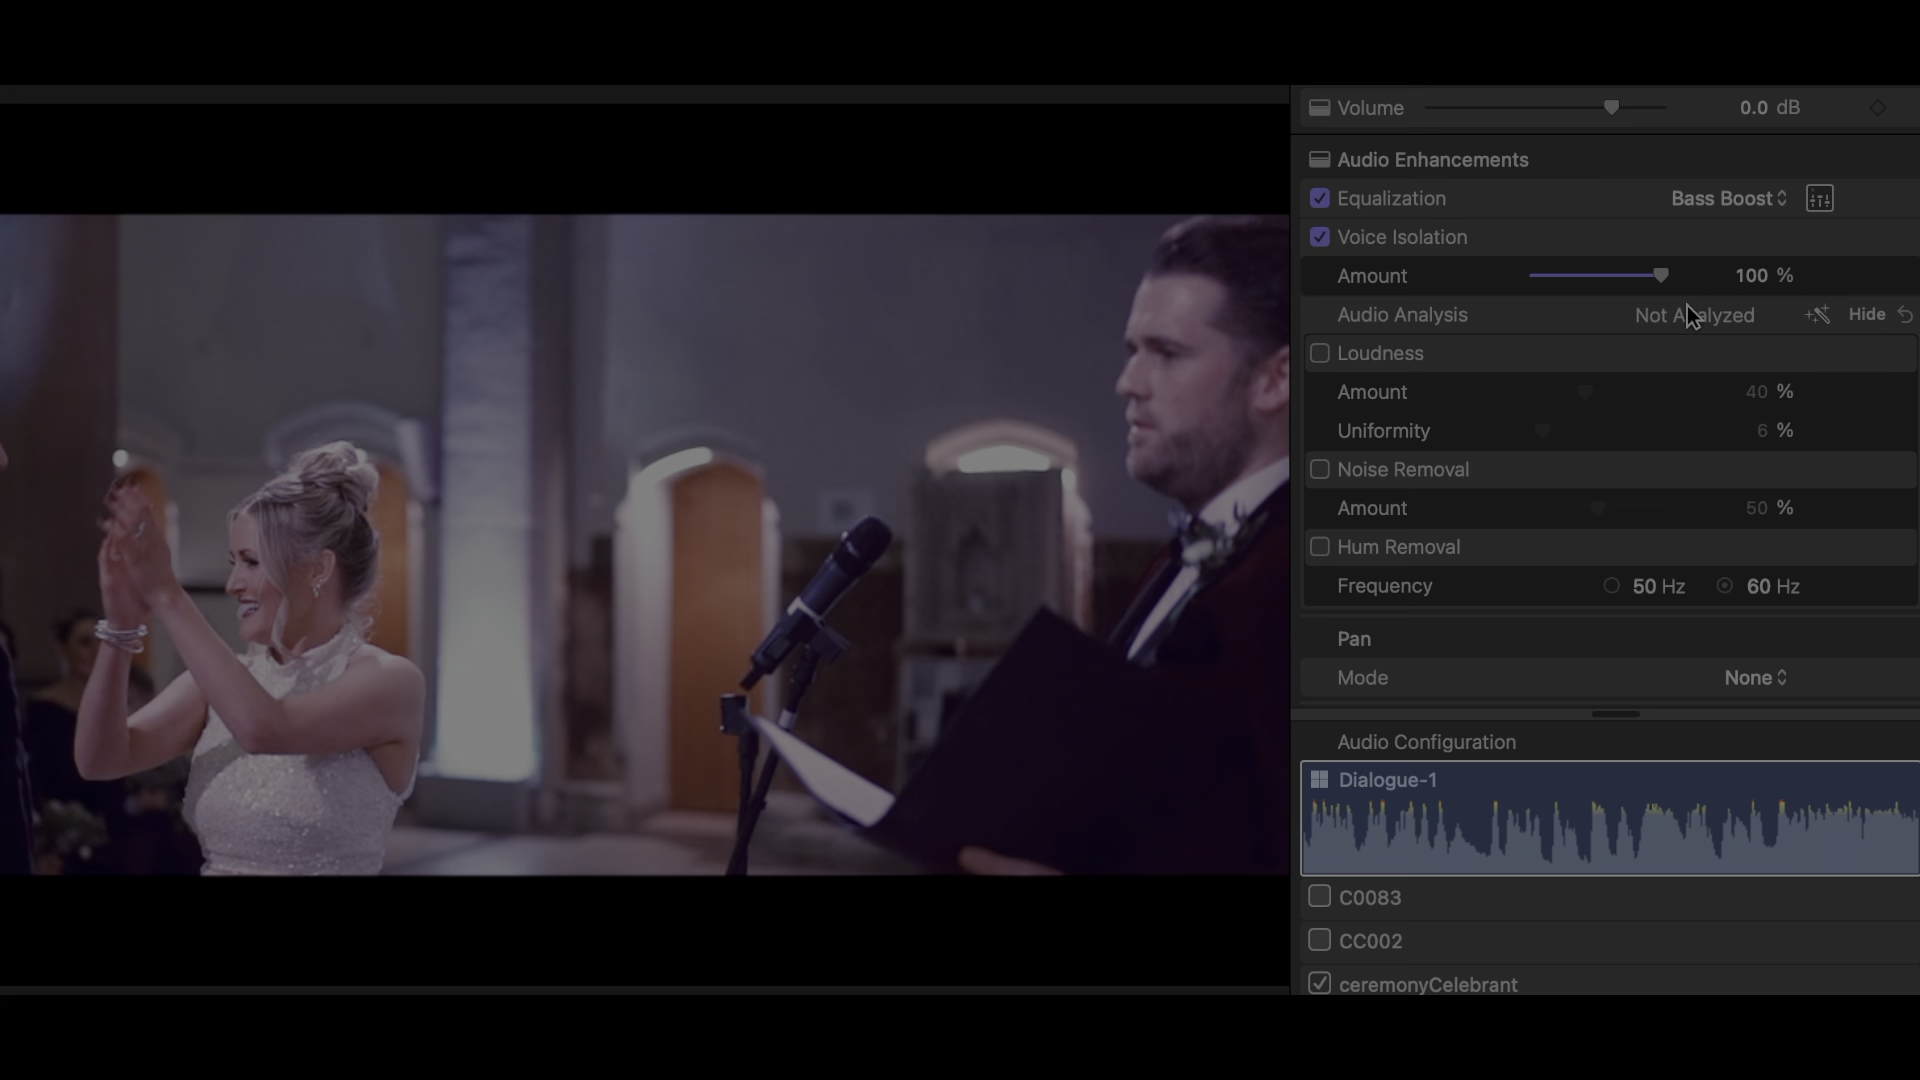 Volume 0.0 dB
Audio Enhancements
Equalization Bass Boost
Voice Isolation
Amount 100 %
Audio Analysis Not Analyzed Hide
Loudness
Amount 40 %
Uniformity 6 %
Noise Removal
Amount 50 %
Hum Removal
Frequency 50 Hz 60 Hz
Pan
Mode None
Audio Configuration
Dialogue-1
C0083
CC002
ceremonyCelebrant